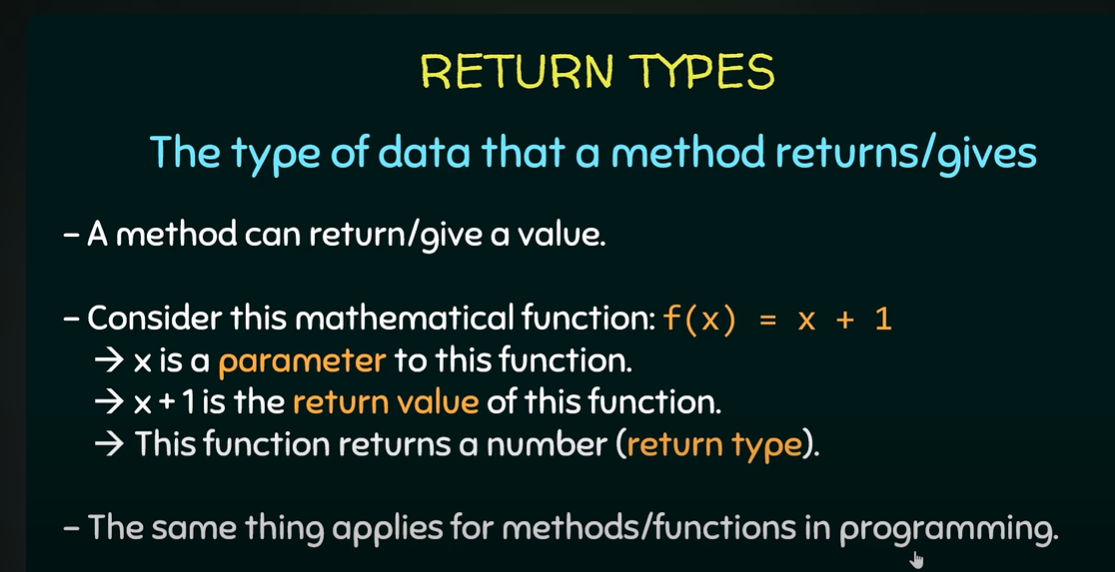 RETURN TYPES
The type of data that a method returns/gives
– A method can return/give a value.
– Consider this mathematical function: f(x) = x + 1
→ x is a parameter to this function.
→ x + 1 is the return value of this function.
→ This function returns a number (return type).
– The same thing applies for methods/functions in programming.